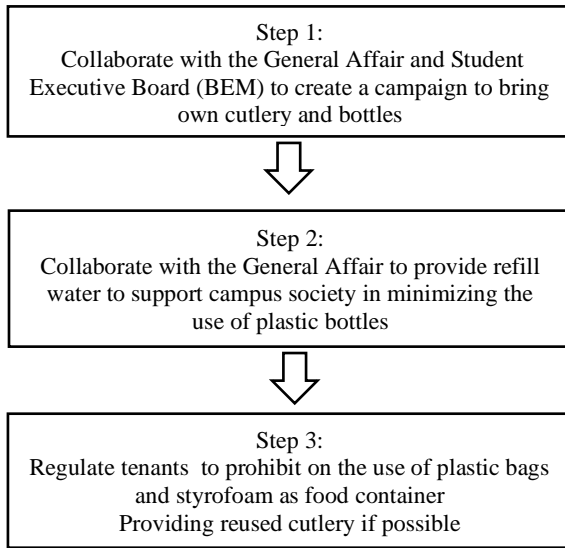 Step 1:
Collaborate with the General Affair and Student
Executive Board (BEM) to create a campaign to bring
own cutlery and bottles
Step 2:
Collaborate with the General Affair to provide refill
water to support campus society in minimizing the
use of plastic bottles
Step 3:
Regulate tenants to prohibit on the use of plastic bags
and styrofoam as food container
Providing reused cutlery if possible